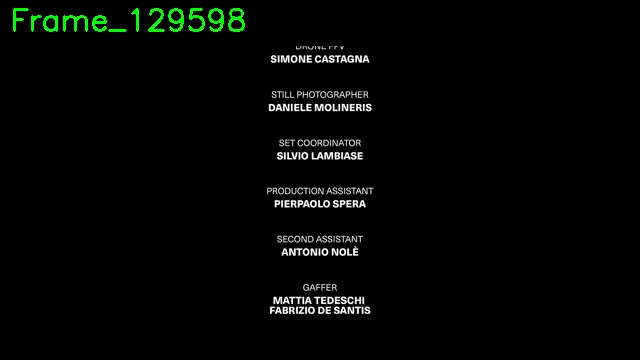 Frame_129598
DRONE FPV
SIMONE CASTAGNA
STILL PHOTOGRAPHER
DANIELE MOLINERIS
SET COORDINATOR
SILVIO LAMBIASE
PRODUCTION ASSISTANT
PIERPAOLO SPERA
SECOND ASSISTANT
ANTONIO NOLÈ
GAFFER
MATTIA TEDESCHI
FABRIZIO DE SANTIS